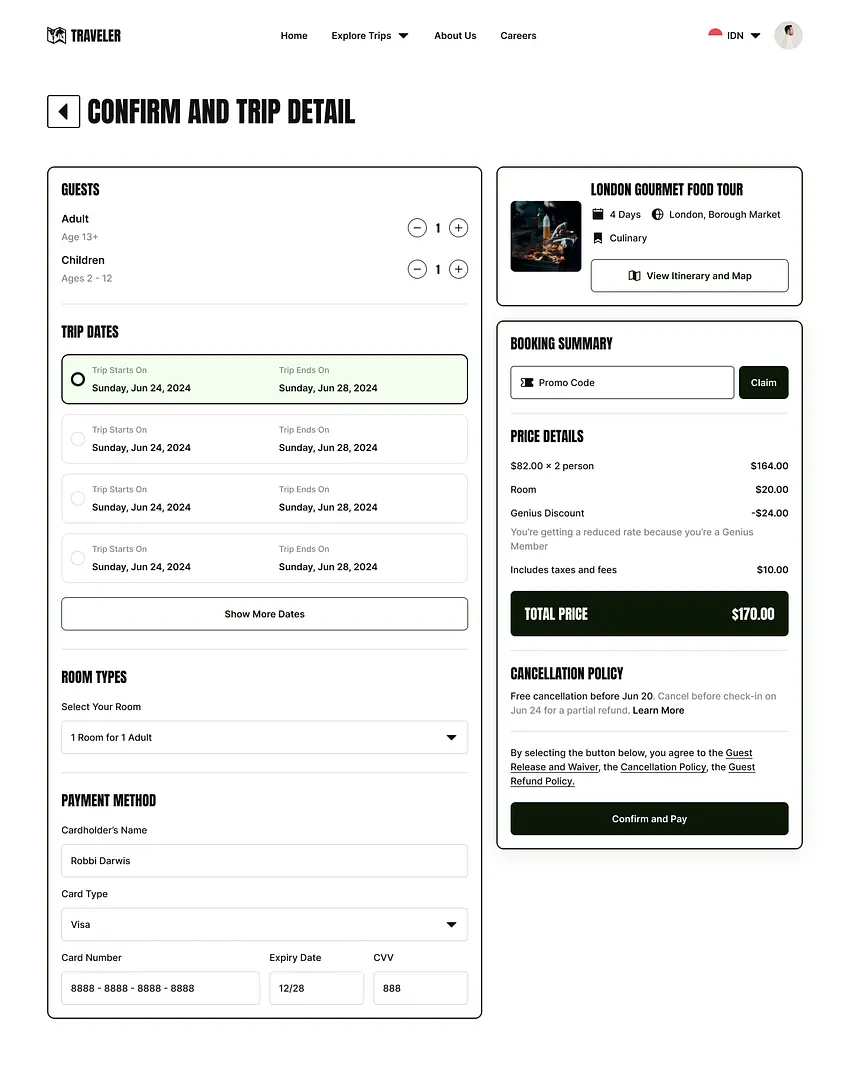 TRAVELER
Home Explore Trips About Us Careers
IDN
CONFIRM AND TRIP DETAIL
GUESTS
Adult
Age 13+
1
Children
Ages 2 - 12
1
TRIP DATES
Trip Starts On Trip Ends On
Sunday, Jun 24, 2024 Sunday, Jun 28, 2024
Trip Starts On Trip Ends On
Sunday, Jun 24, 2024 Sunday, Jun 28, 2024
Trip Starts On Trip Ends On
Sunday, Jun 24, 2024 Sunday, Jun 28, 2024
Trip Starts On Trip Ends On
Sunday, Jun 24, 2024 Sunday, Jun 28, 2024
Show More Dates
ROOM TYPES
Select Your Room
1 Room for 1 Adult
PAYMENT METHOD
Cardholder's Name
Robbi Darwis
Card Type
Visa
Card Number Expiry Date CVV
8888 - 8888 - 8888 - 8888 12/28 888
LONDON GOURMET FOOD TOUR
4 Days London, Borough Market
Culinary
View Itinerary and Map
BOOKING SUMMARY
Promo Code Claim
PRICE DETAILS
$82.00 × 2 person $164.00
Room $20.00
Genius Discount -$24.00
You're getting a reduced rate because you're a Genius
Member
Includes taxes and fees $10.00
TOTAL PRICE $170.00
CANCELLATION POLICY
Free cancellation before Jun 20. Cancel before check-in on
Jun 24 for a partial refund. Learn More
By selecting the button below, you agree to the Guest
Release and Waiver, the Cancellation Policy, the Guest
Refund Policy.
Confirm and Pay